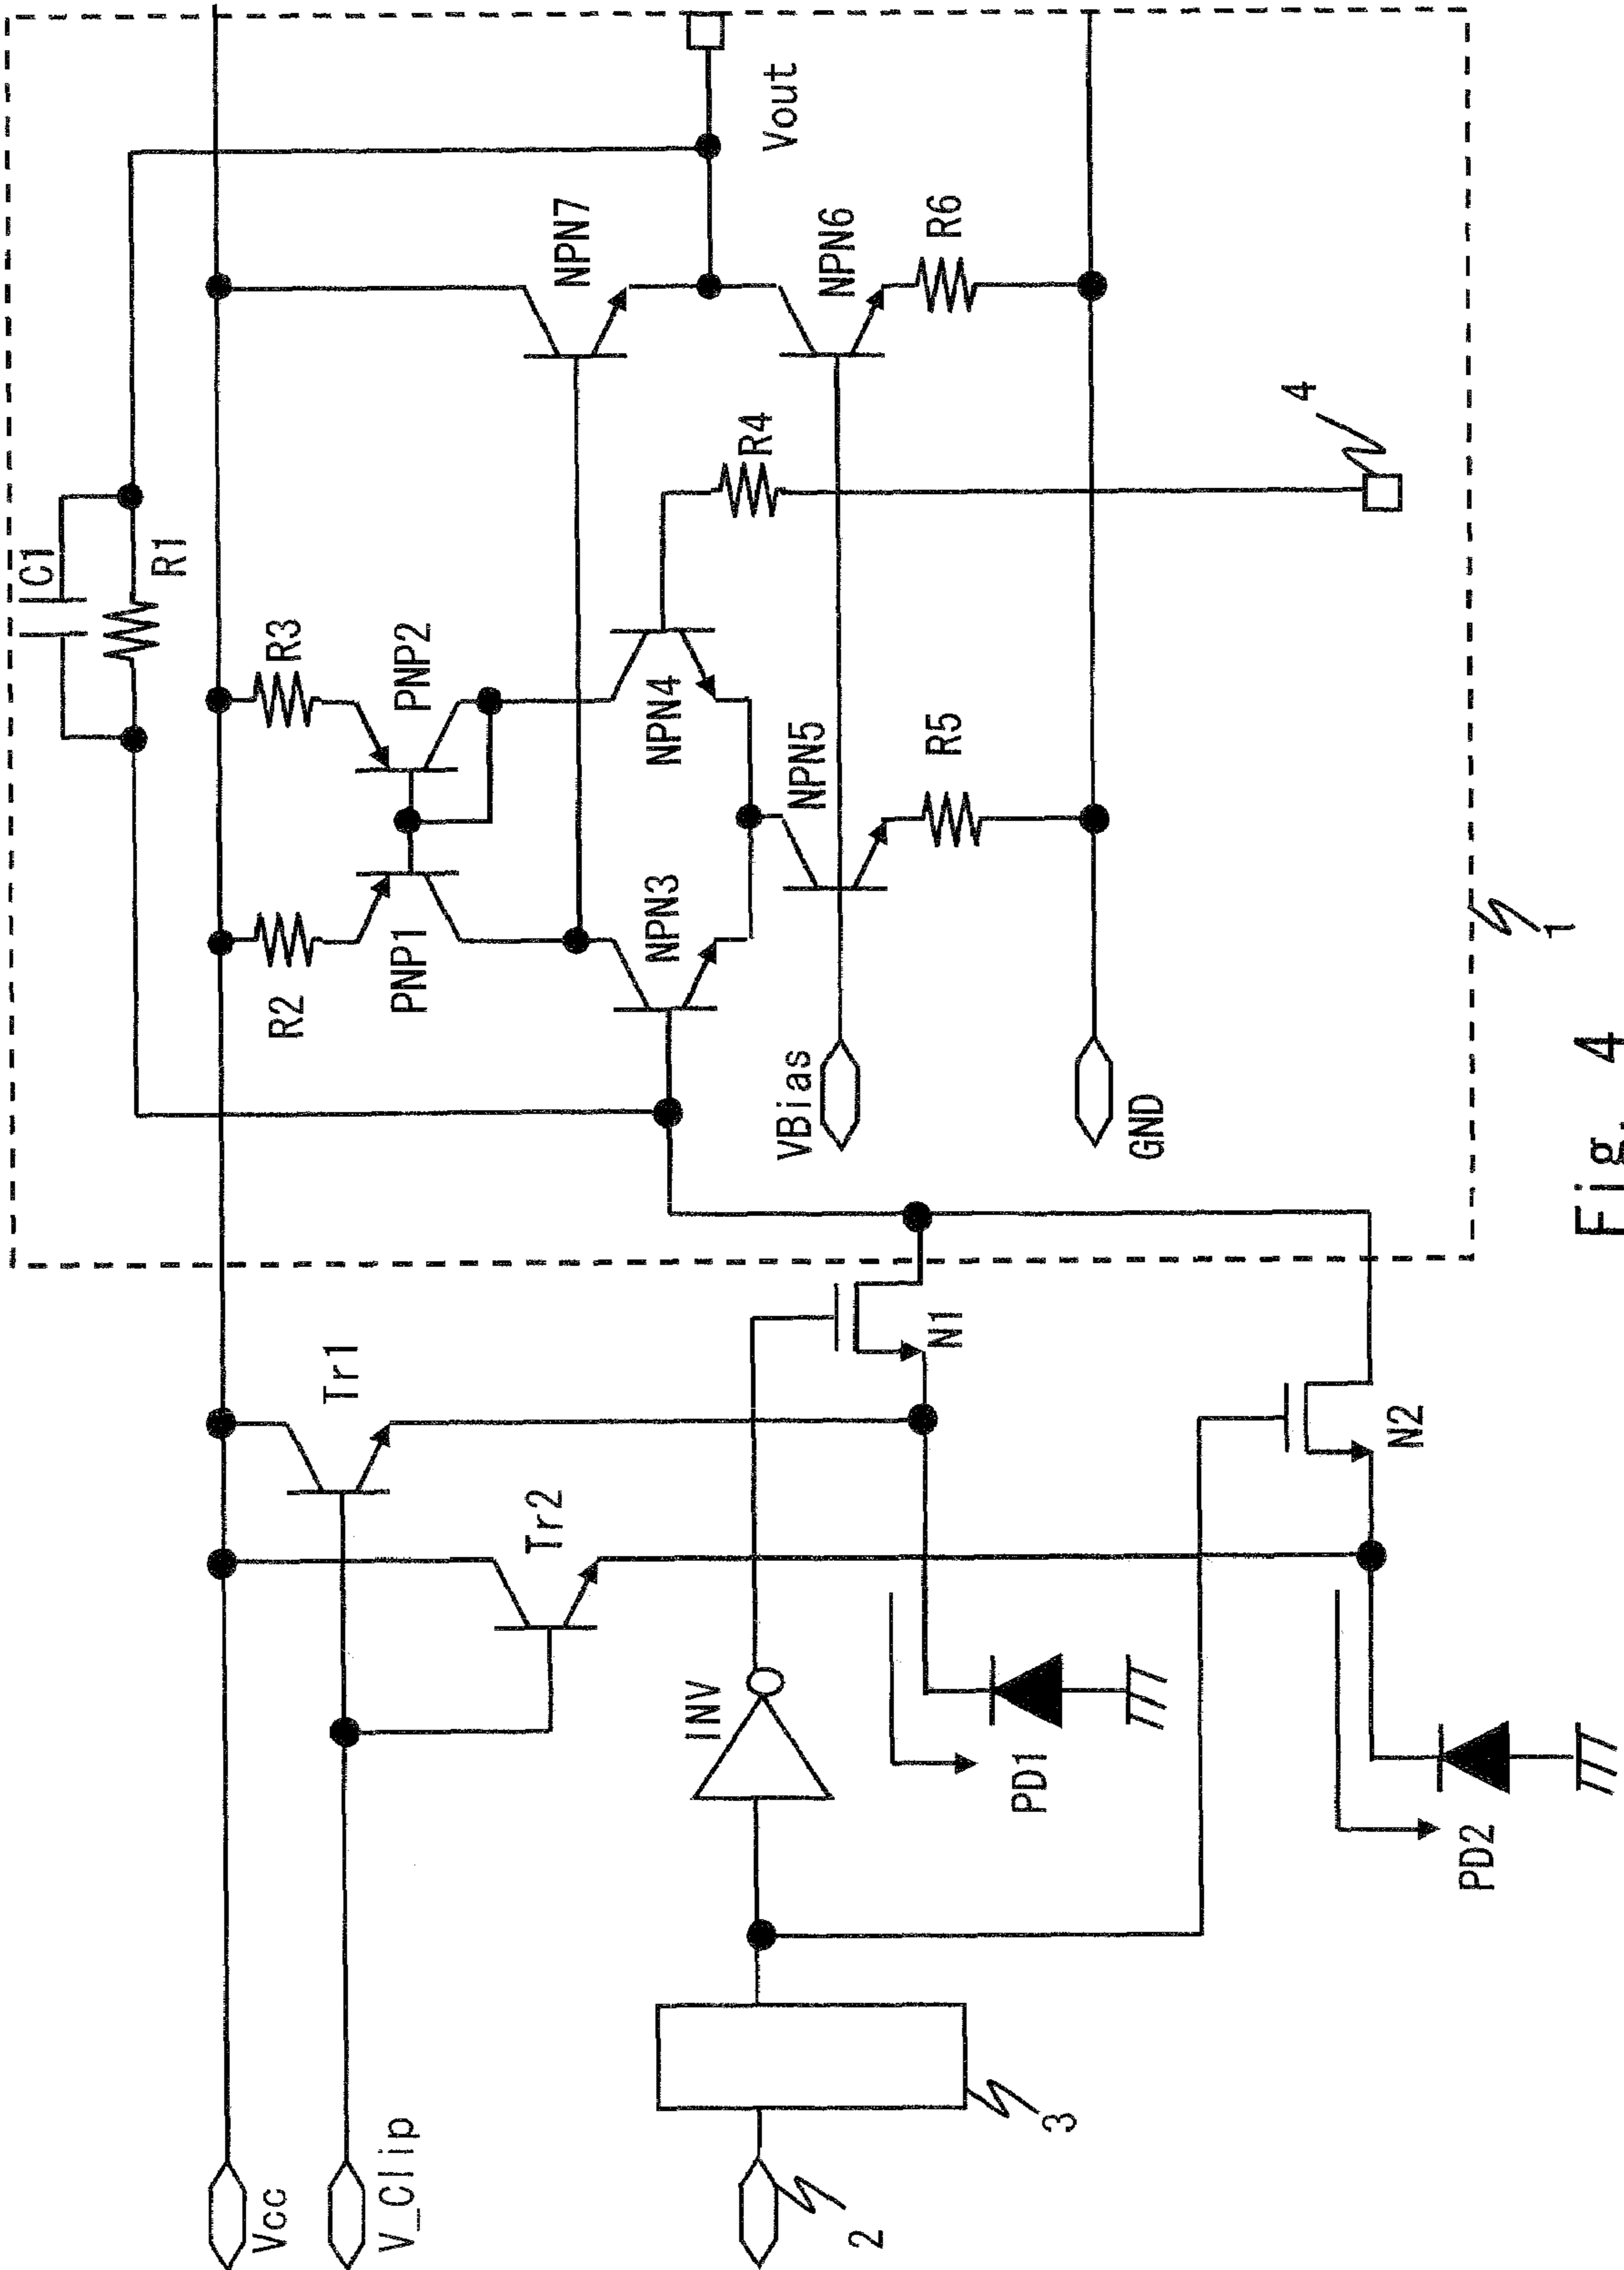 C1
R1
R3
R2
PNP2
PNP1
NPN7
Vout
R4
NPN4
NPN3
NPN6
R6
NPN5
R5
4
VBias
GND
1
Tr1
Tr2
N1
N2
INV
PD1
PD2
Vcc
V_Clip
2
3
Fig. 4